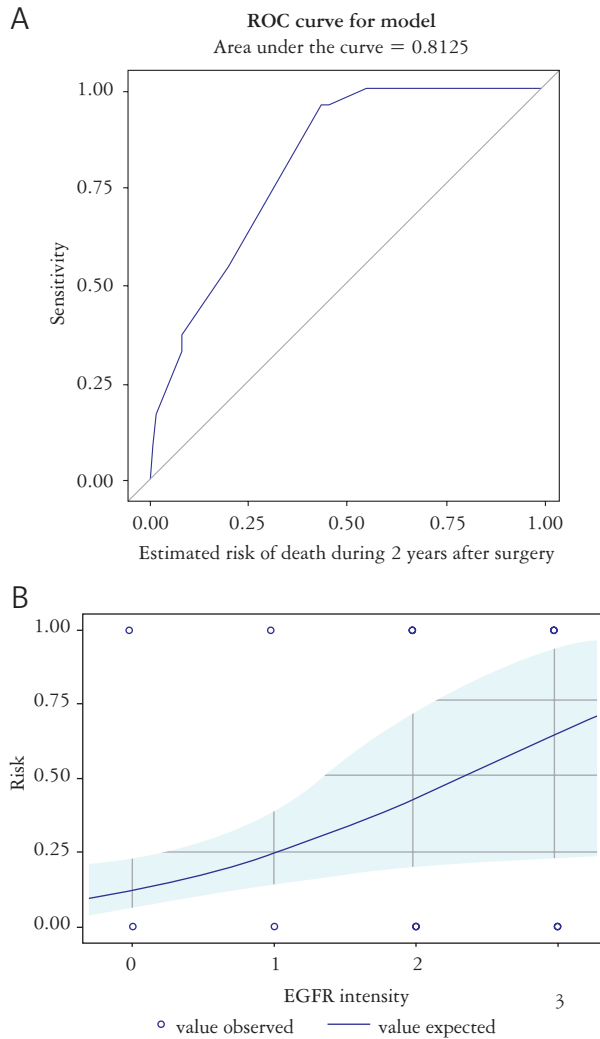 A
ROC curve for model
Area under the curve = 0.8125
1.00
0.75
0.50
0.25
0.00
Sensitivity
0.00 0.25 0.50 0.75 1.00
Estimated risk of death during 2 years after surgery
B
1.00
0.75
0.50
0.25
0.00
Risk
0 1 2
3
EGFR intensity
value observed value expected